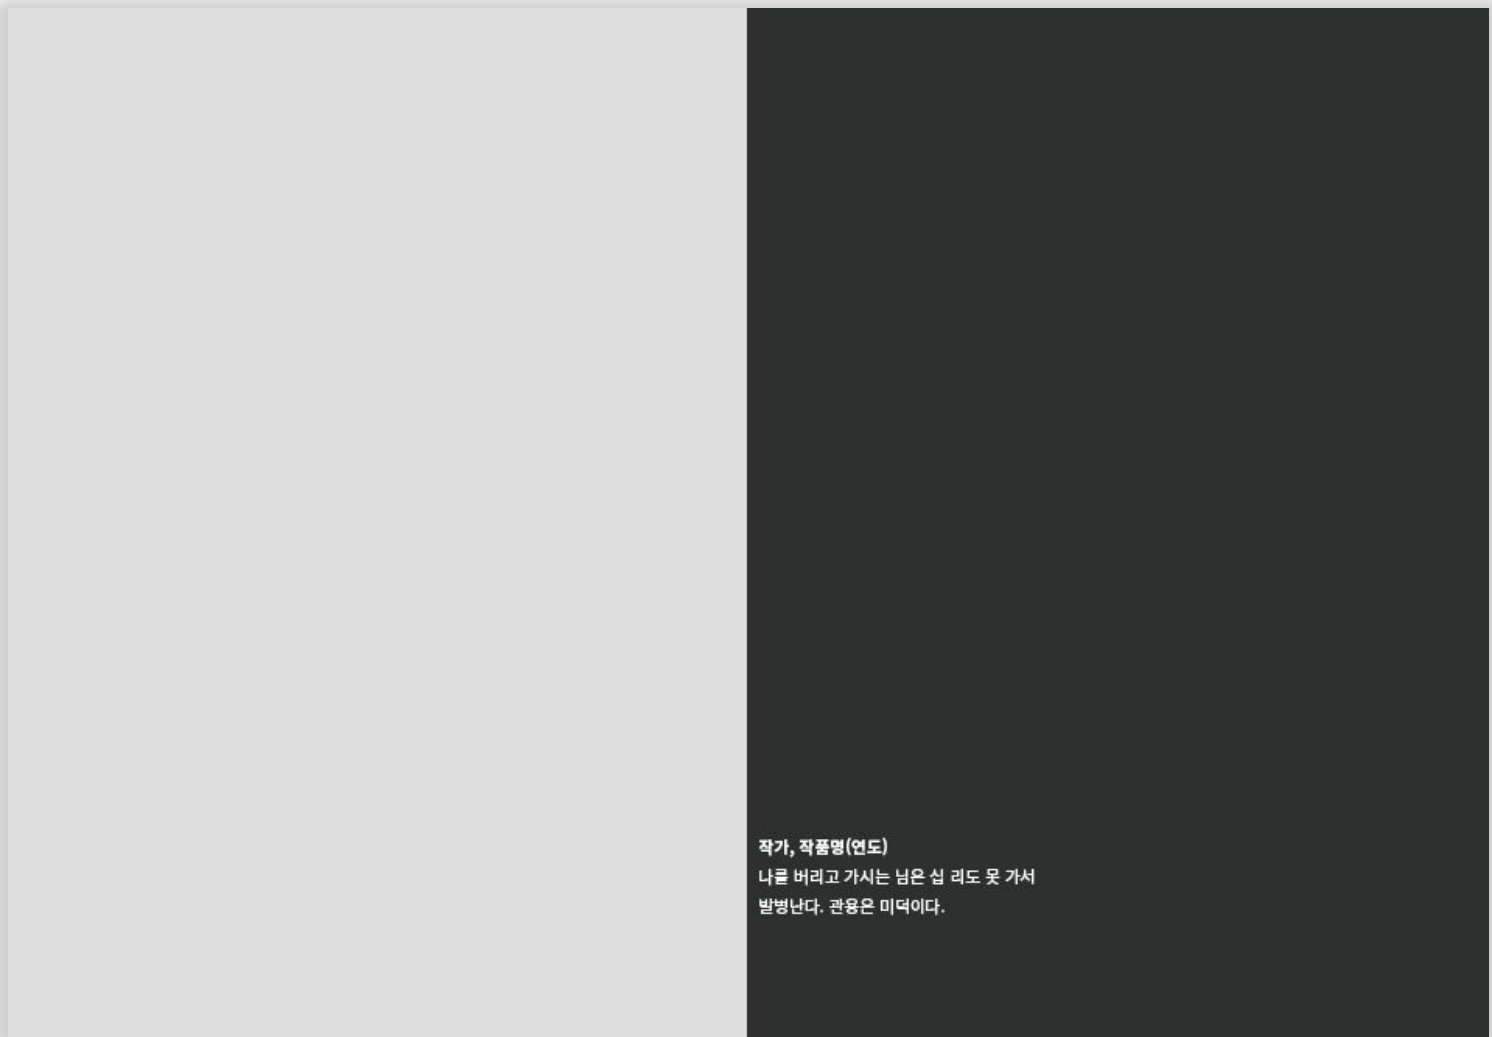 작가, 작품명(연도)
나를 버리고 가시는 님은 십 리도 못 가서
발병난다. 관용은 미덕이다.